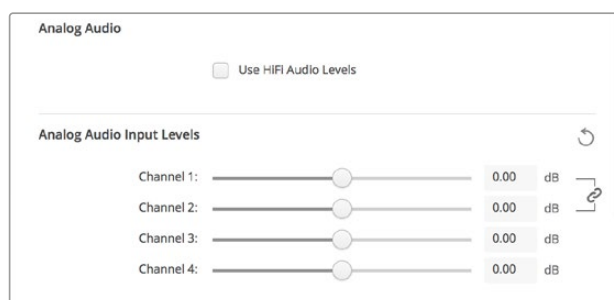 Analog Audio
Use HiFi Audio Levels
Analog Audio Input Levels
Channel 1: 0.00 dB
Channel 2: 0.00 dB
Channel 3: 0.00 dB
Channel 4: 0.00 dB